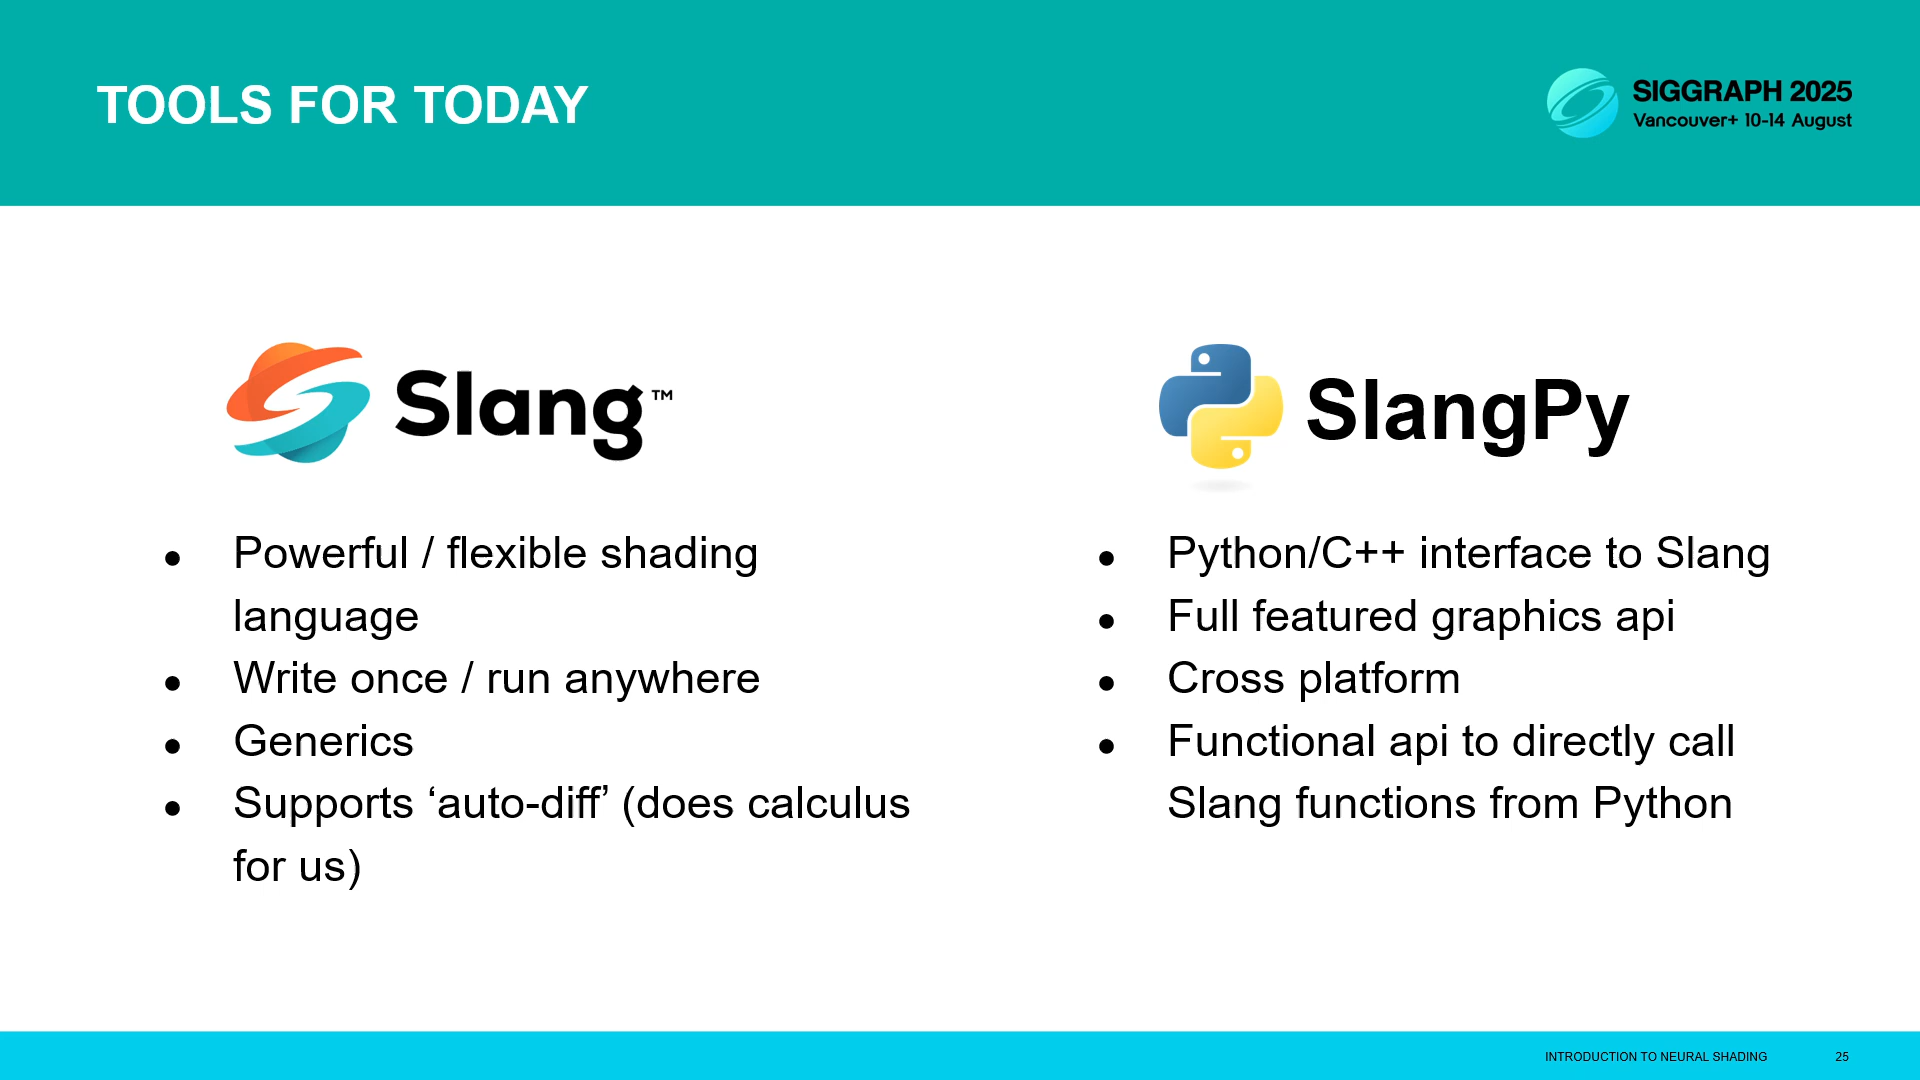 TOOLS FOR TODAY
SIGGRAPH 2025
Vancouver+ 10-14 August
Slang™
● Powerful / flexible shading
language
● Write once / run anywhere
● Generics
● Supports ‘auto-diff’ (does calculus
for us)
SlangPy
● Python/C++ interface to Slang
● Full featured graphics api
● Cross platform
● Functional api to directly call
Slang functions from Python
INTRODUCTION TO NEURAL SHADING
25